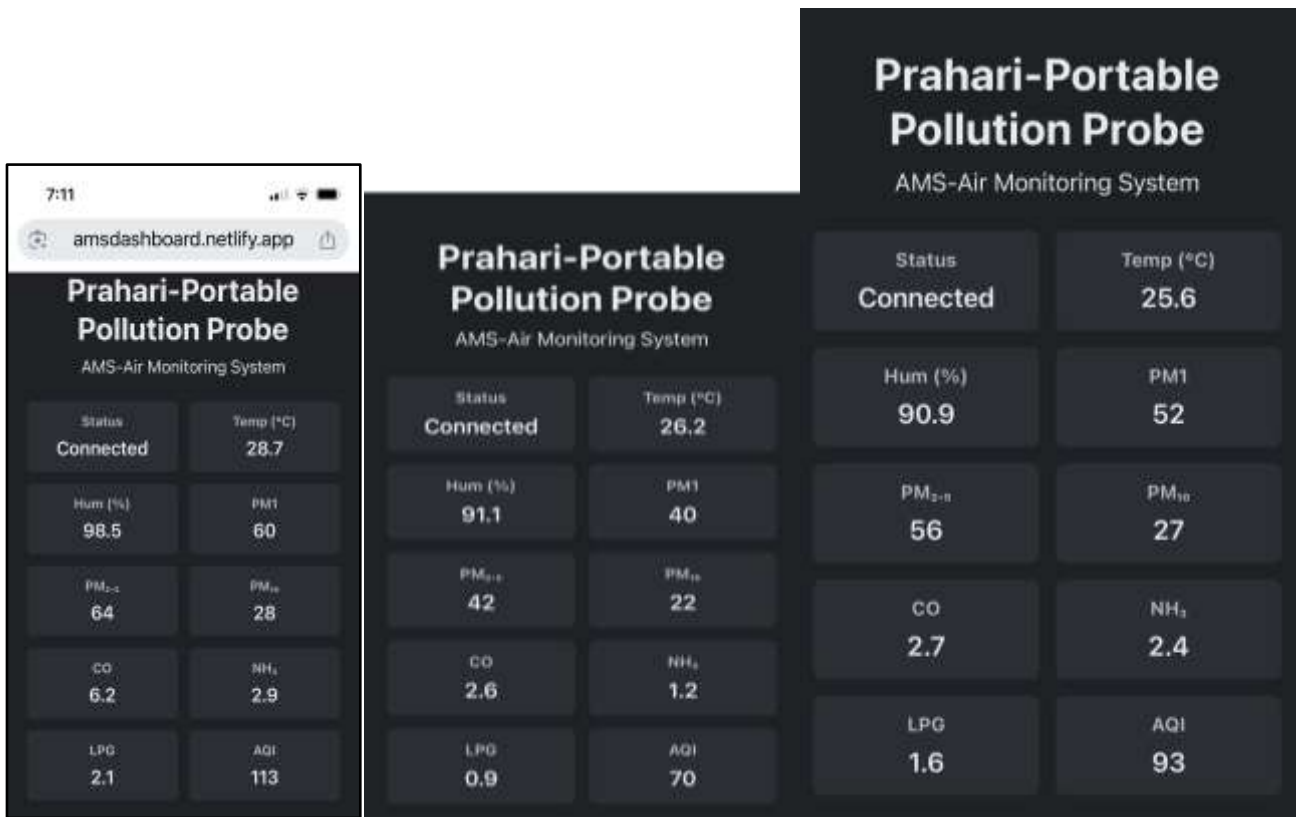 7:11
amsdashboard.netlify.app
Prahari-Portable
Pollution Probe
AMS-Air Monitoring System
Status Temp (°C)
Connected 28.7
Hum (%) PM1
98.5 60
PM₂.₅ PM₁₀
64 28
CO NH₃
6.2 2.9
LPG AQI
2.1 113
Prahari-Portable
Pollution Probe
AMS-Air Monitoring System
Status Temp (°C)
Connected 26.2
Hum (%) PM1
91.1 40
PM₂.₅ PM₁₀
42 22
CO NH₃
2.6 1.2
LPG AQI
0.9 70
Prahari-Portable
Pollution Probe
AMS-Air Monitoring System
Status Temp (°C)
Connected 25.6
Hum (%) PM1
90.9 52
PM₂.₅ PM₁₀
56 27
CO NH₃
2.7 2.4
LPG AQI
1.6 93